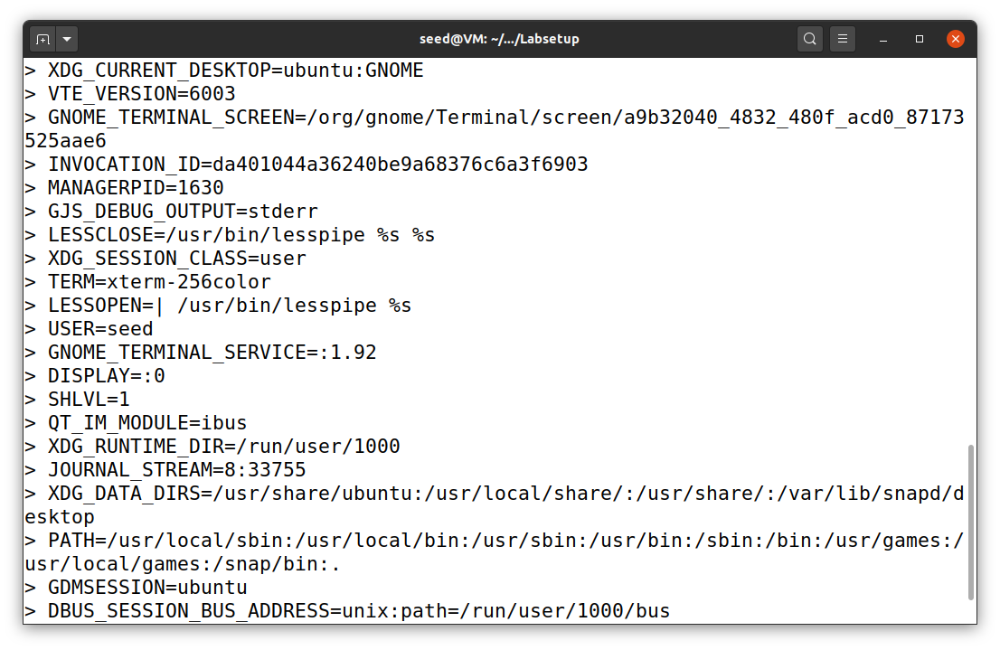 seed@VM: ~/.../Labsetup
> XDG_CURRENT_DESKTOP=ubuntu:GNOME
> VTE_VERSION=6003
> GNOME_TERMINAL_SCREEN=/org/gnome/Terminal/screen/a9b32040_4832_480f_acd0_87173
525aae6
> INVOCATION_ID=da401044a36240be9a68376c6a3f6903
> MANAGERPID=1630
> GJS_DEBUG_OUTPUT=stderr
> LESSCLOSE=/usr/bin/lesspipe %s %s
> XDG_SESSION_CLASS=user
> TERM=xterm-256color
> LESSOPEN=| /usr/bin/lesspipe %s
> USER=seed
> GNOME_TERMINAL_SERVICE=:1.92
> DISPLAY=:0
> SHLVL=1
> QT_IM_MODULE=ibus
> XDG_RUNTIME_DIR=/run/user/1000
> JOURNAL_STREAM=8:33755
> XDG_DATA_DIRS=/usr/share/ubuntu:/usr/local/share/:/usr/share/:/var/lib/snapd/d
esktop
> PATH=/usr/local/sbin:/usr/local/bin:/usr/sbin:/usr/bin:/sbin:/bin:/usr/games:/
usr/local/games:/snap/bin:.
> GDMSESSION=ubuntu
> DBUS_SESSION_BUS_ADDRESS=unix:path=/run/user/1000/bus